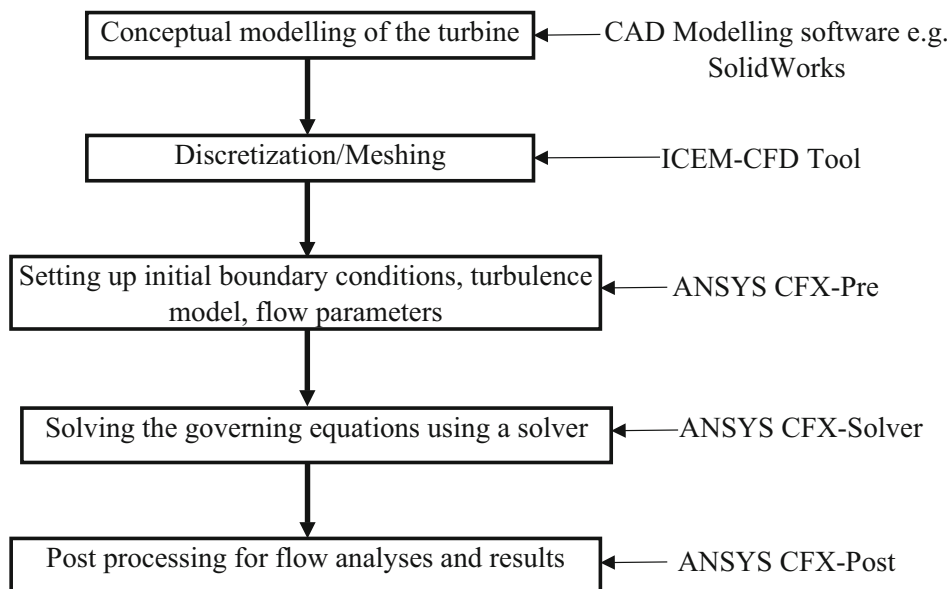 Conceptual modelling of the turbine
CAD Modelling software e.g.
SolidWorks
Discretization/Meshing
ICEM-CFD Tool
Setting up initial boundary conditions, turbulence
model, flow parameters
ANSYS CFX-Pre
Solving the governing equations using a solver
ANSYS CFX-Solver
Post processing for flow analyses and results
ANSYS CFX-Post